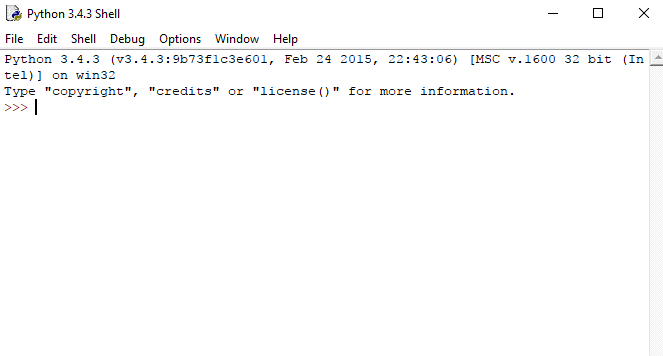 Python 3.4.3 Shell
File Edit Shell Debug Options Window Help
Python 3.4.3 (v3.4.3:9b73f1c3e601, Feb 24 2015, 22:43:06) [MSC v.1600 32 bit (In
tel)] on win32
Type "copyright", "credits" or "license()" for more information.
>>>